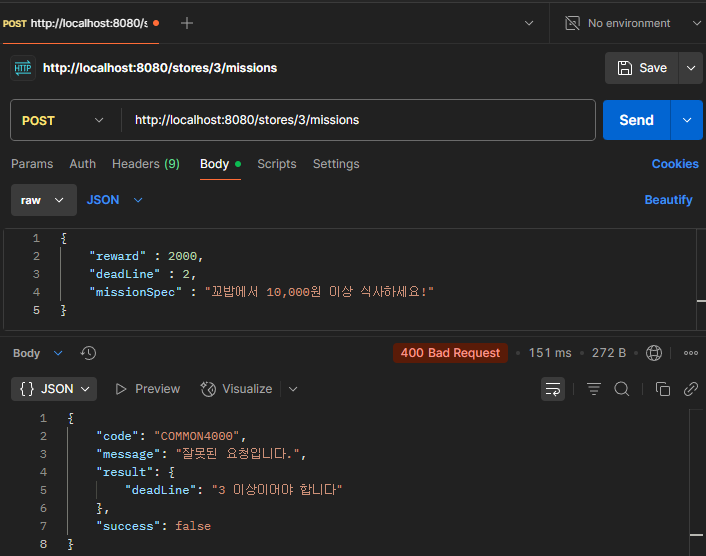 POST http://localhost:8080/s
No environment
HTTP http://localhost:8080/stores/3/missions
Save
POST http://localhost:8080/stores/3/missions
Send
Params Auth Headers (9) Body Scripts Settings Cookies
raw JSON Beautify
1 {
2 "reward" : 2000,
3 "deadLine" : 2,
4 "missionSpec" : "꼬밥에서 10,000원 이상 식사하세요!"
5 }
Body 400 Bad Request 151 ms 272 B
{} JSON Preview Visualize
1 {
2 "code": "COMMON4000",
3 "message": "잘못된 요청입니다.",
4 "result": {
5 "deadLine": "3 이상이어야 합니다"
6 },
7 "success": false
8 }